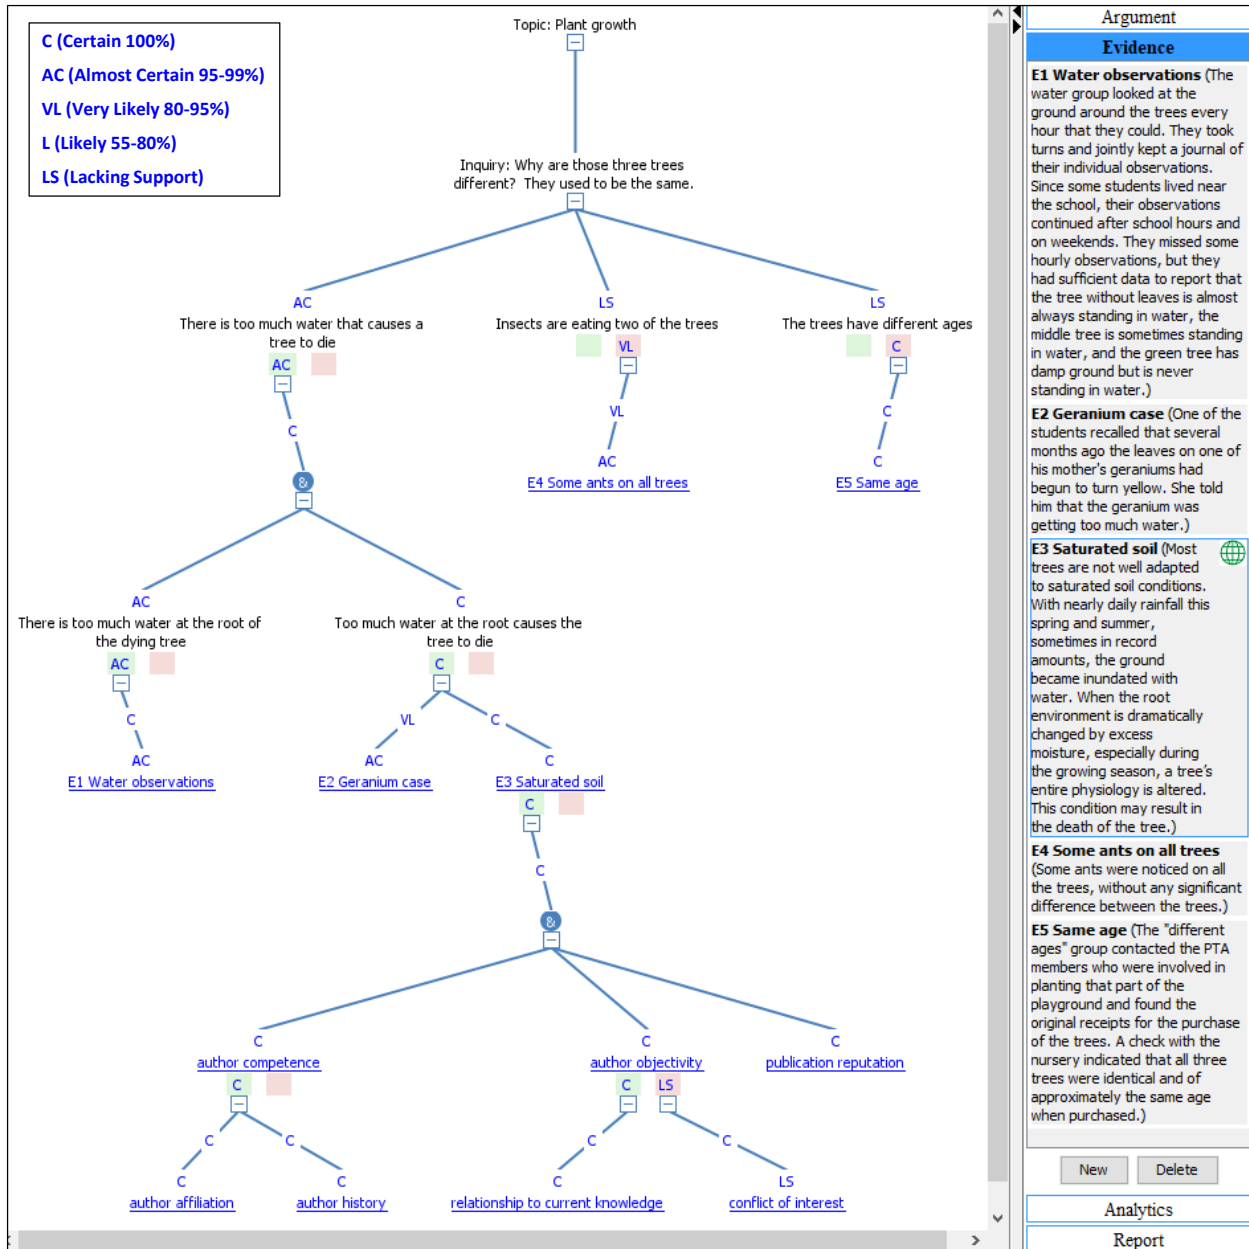 C (Certain 100%)
AC (Almost Certain 95-99%)
VL (Very Likely 80-95%)
L (Likely 55-80%)
LS (Lacking Support)
Topic: Plant growth
Inquiry: Why are those three trees
different?  They used to be the same.
AC
LS
LS
There is too much water that causes a
tree to die
Insects are eating two of the trees
The trees have different ages
AC
VL
C
C
VL
C
&
AC
E4 Some ants on all trees
C
E5 Same age
AC
C
There is too much water at the root of
the dying tree
Too much water at the root causes the
tree to die
AC
C
C
VL
C
AC
E1 Water observations
AC
E2 Geranium case
C
E3 Saturated soil
C
C
&
C
author competence
C
author objectivity
C
publication reputation
C
C
LS
C
C
C
C
C
author affiliation
C
author history
C
relationship to current knowledge
LS
conflict of interest
Argument
Evidence
E1 Water observations (The
water group looked at the
ground around the trees every
hour that they could. They took
turns and jointly kept a journal of
their individual observations.
Since some students lived near
the school, their observations
continued after school hours and
on weekends. They missed some
hourly observations, but they
had sufficient data to report that
the tree without leaves is almost
always standing in water, the
middle tree is sometimes standing
in water, and the green tree has
damp ground but is never
standing in water.)
E2 Geranium case (One of the
students recalled that several
months ago the leaves on one of
his mother's geraniums had
begun to turn yellow. She told
him that the geranium was
getting too much water.)
E3 Saturated soil (Most
trees are not well adapted
to saturated soil conditions.
With nearly daily rainfall this
spring and summer,
sometimes in record
amounts, the ground
became inundated with
water. When the root
environment is dramatically
changed by excess
moisture, especially during
the growing season, a tree's
entire physiology is altered.
This condition may result in
the death of the tree.)
E4 Some ants on all trees
(Some ants were noticed on all
the trees, without any significant
difference between the trees.)
E5 Same age (The "different
ages" group contacted the PTA
members who were involved in
planting that part of the
playground and found the
original receipts for the purchase
of the trees. A check with the
nursery indicated that all three
trees were identical and of
approximately the same age
when purchased.)
New
Delete
Analytics
Report